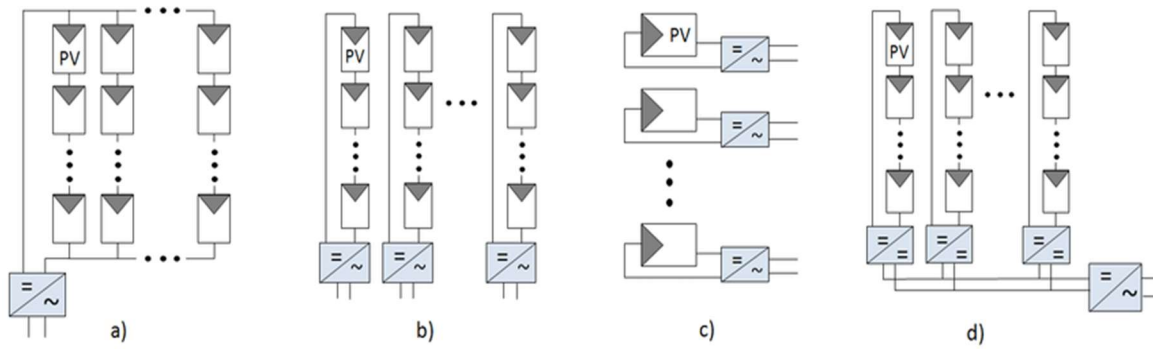 PV
PV
PV
PV
= ~
= ~
= ~
= ~
= ~
= ~
= ~
= =
= =
= =
= ~
a)
b)
c)
d)